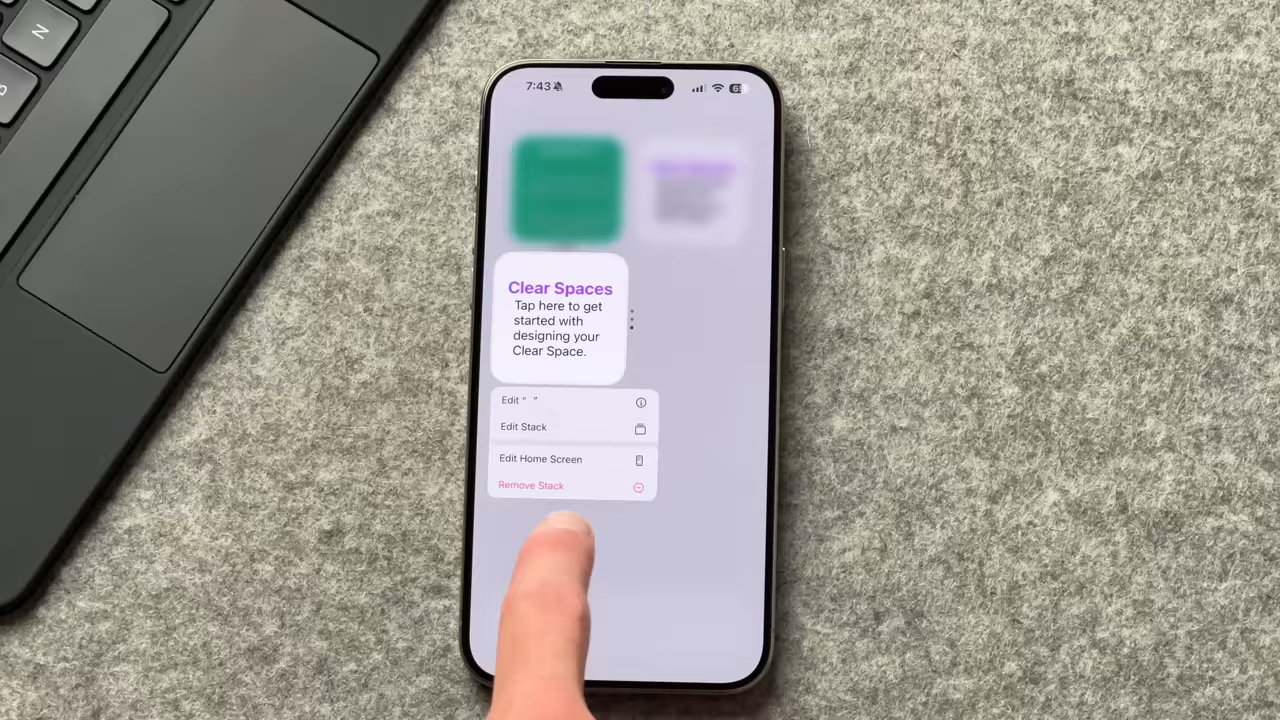 N
7:43
Clear Spaces
Tap here to get
started with
designing your
Clear Space.
Edit “ ”
Edit Stack
Edit Home Screen
Remove Stack